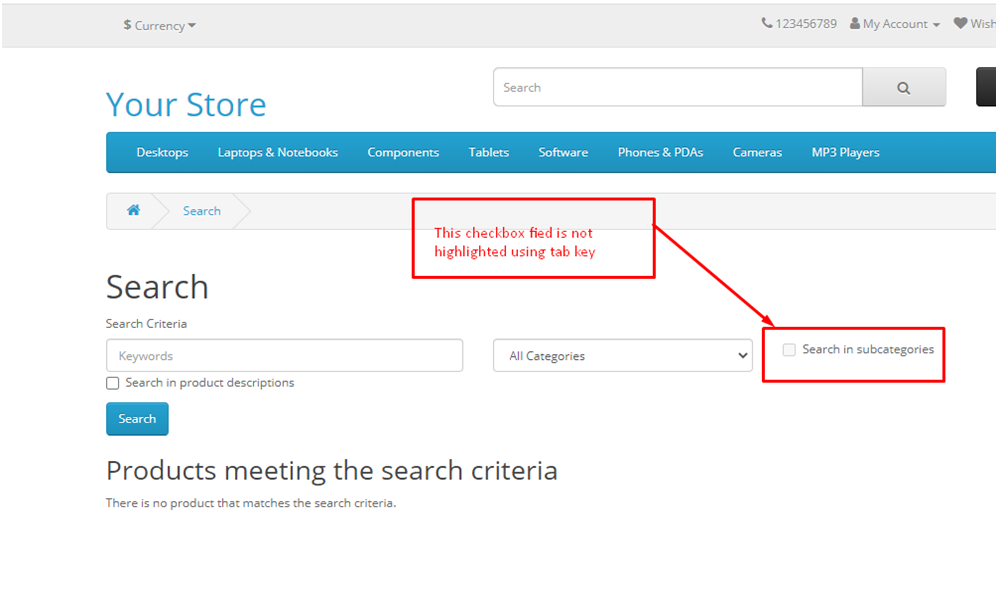 $ Currency
123456789
My Account
Wish
Search
Your Store
Desktops
Laptops & Notebooks
Components
Tablets
Software
Phones & PDAs
Cameras
MP3 Players
Search
This checkbox fied is not
highlighted using tab key
Search
Search Criteria
Keywords
All Categories
Search in subcategories
Search in product descriptions
Search
Products meeting the search criteria
There is no product that matches the search criteria.